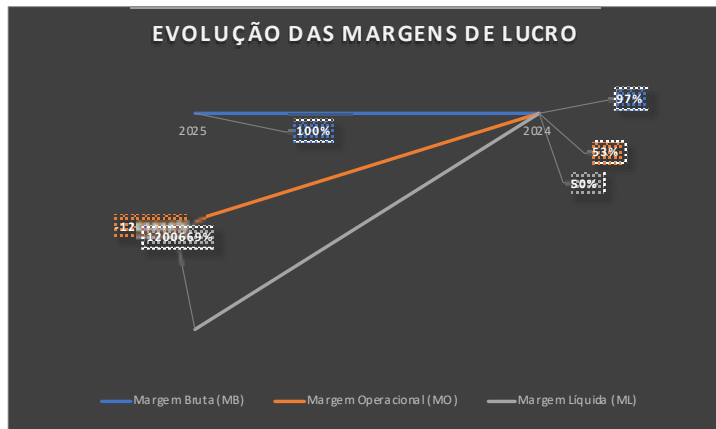 EVOLUÇÃO DAS MARGENS DE LUCRO
97%
100%
2025
2024
53%
50%
1200669%
Margem Bruta (MB)
Margem Operacional (MO)
Margem Líquida (ML)